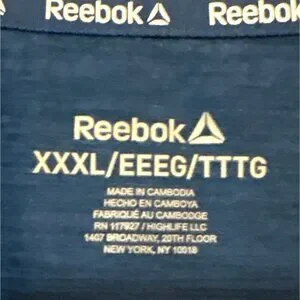 Reebok Reebok Reebok
Reebok
XXXL/EEEG/TTTG
MADE IN CAMBODIA
HECHO EN CAMBOYA
FABRIQUÉ AU CAMBODGE
RN 117927 / HIGHLIFE LLC
1407 BROADWAY, 20TH FLOOR
NEW YORK, NY 10018